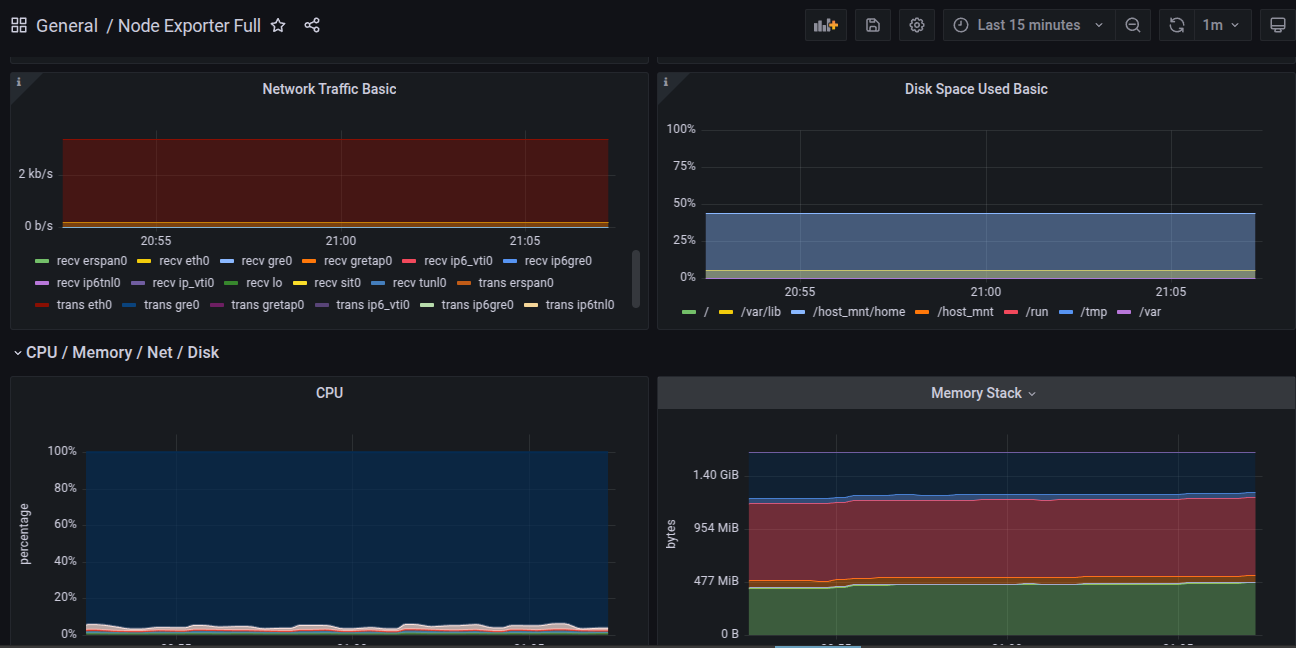 General / Node Exporter Full
Last 15 minutes
1m
Network Traffic Basic
2 kb/s
0 b/s
20:55 21:00 21:05
recv erspan0 recv eth0 recv gre0 recv gretap0 recv ip6_vti0 recv ip6gre0
recv ip6tnl0 recv ip_vti0 recv lo recv sit0 recv tunl0 trans erspan0
trans eth0 trans gre0 trans gretap0 trans ip6_vti0 trans ip6gre0 trans ip6tnl0
Disk Space Used Basic
100%
75%
50%
25%
0%
20:55 21:00 21:05
/ /var/lib /host_mnt/home /host_mnt /run /tmp /var
CPU / Memory / Net / Disk
CPU
percentage
100%
80%
60%
40%
20%
0%
Memory Stack
bytes
1.40 GiB
954 MiB
477 MiB
0 B